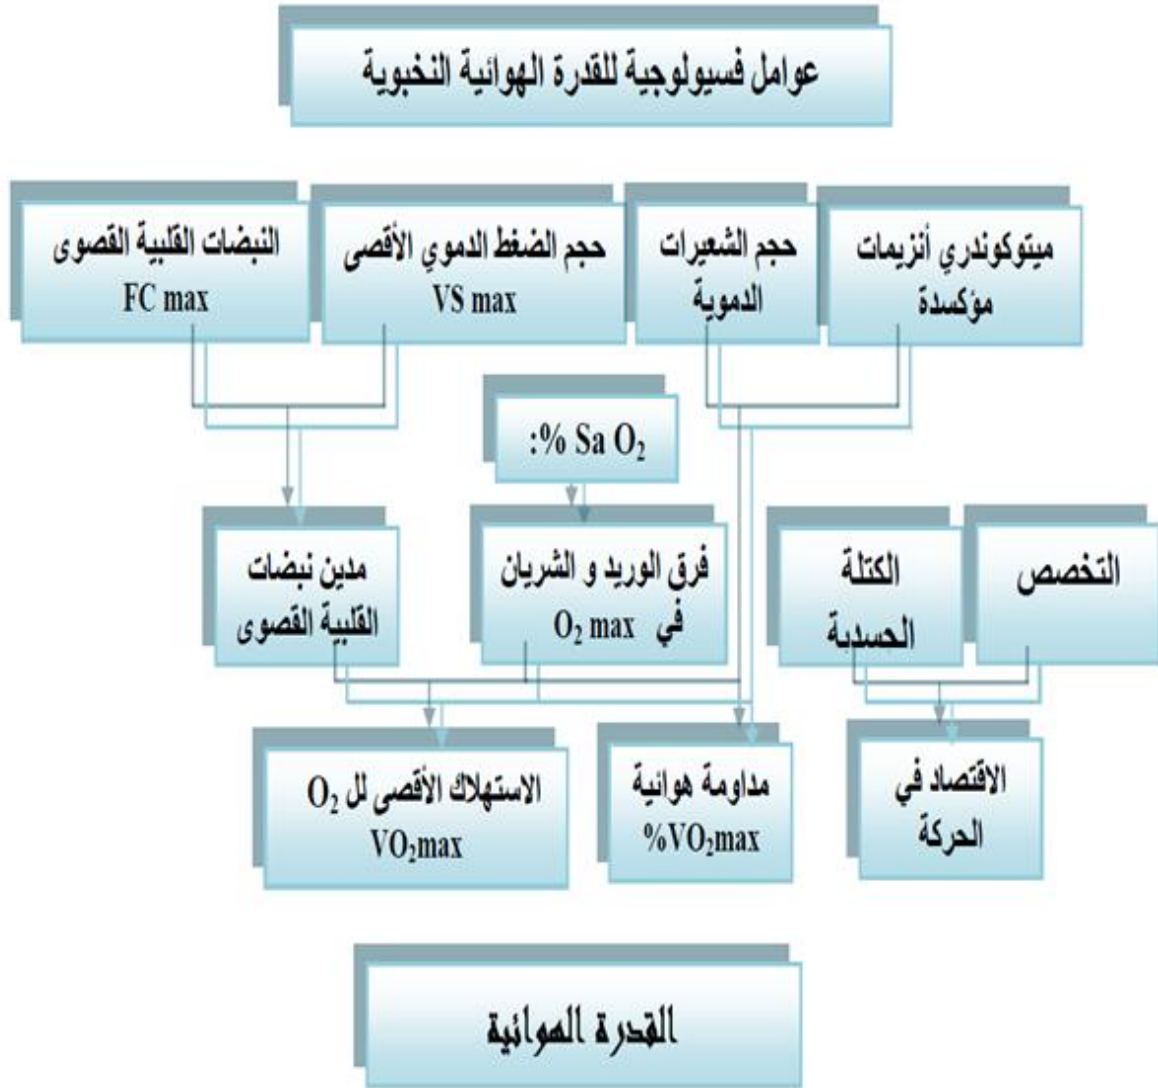 عوامل فسيولوجية للقدرة الهوائية النخبوية
ميتوكوندري أنزيمات
مؤكسدة
حجم الشعيرات
الدموية
حجم الضغط الدموي الأقصى
VS max
النبضات القلبية القصوى
FC max
:% Sa O₂
التخصص
الكتلة
الحسدية
فرق الوريد و الشريان
في O₂ max
مدين نبضات
القلبية القصوى
الاقتصاد في
الحركة
مداومة هوائية
%VO₂max
الاستهلاك الأقصى لل O₂
VO₂max
القدرة الهوائية